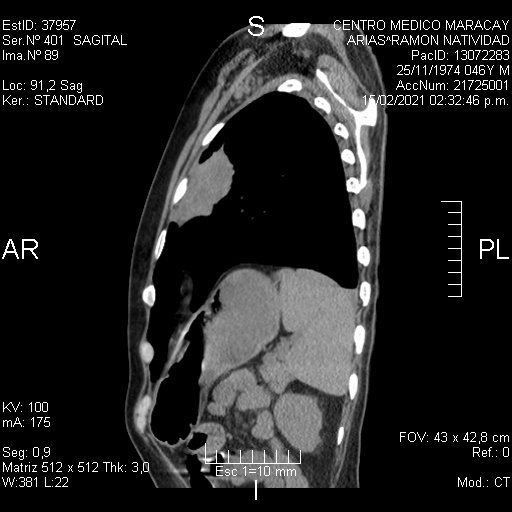 S
EstID: 37957
Ser.Nº 401 SAGITAL
Ima.Nº 89
Loc: 91,2 Sag
Ker.: STANDARD
CENTRO MEDICO MARACAY
ARIAS^RAMON NATIVIDAD
PacID: 13072283
25/11/1974 046Y M
AccNum: 21725001
15/02/2021 02:32:46 p.m.
AR
PL
KV: 100
mA: 175
Seg: 0,9
Matriz 512 x 512 Thk: 3,0
W:381 L:22
Esc 1=10 mm
I
FOV: 43 x 42,8 cm
Ref.: 0
Mod.: CT